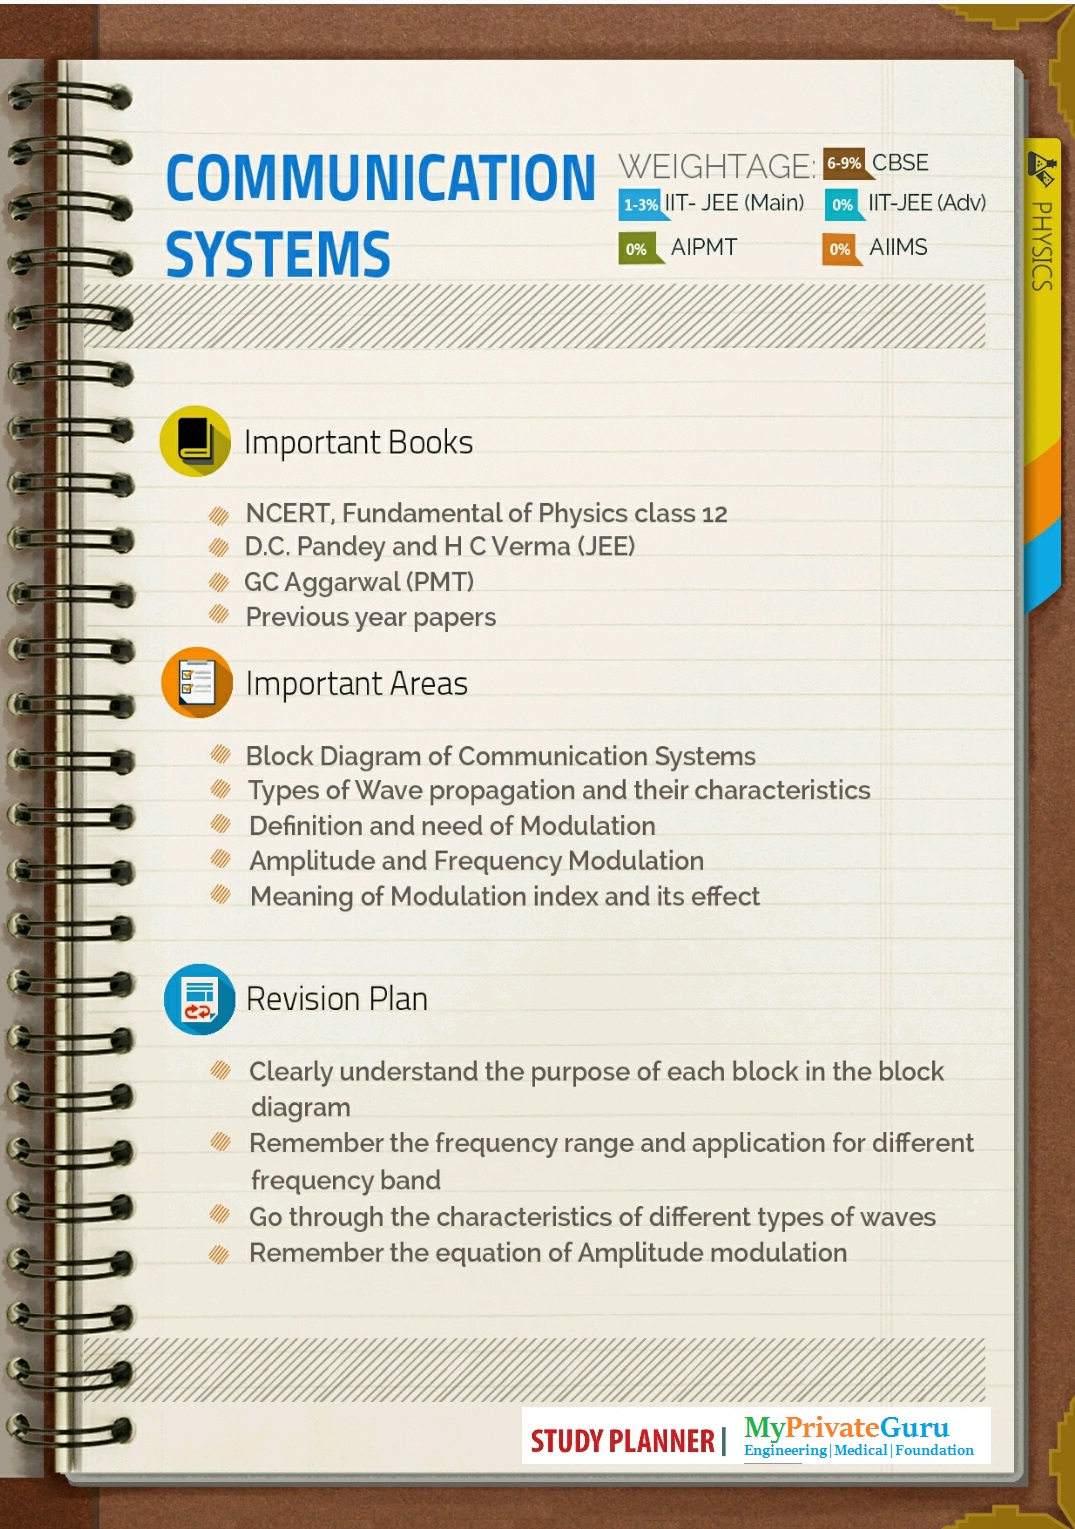 COMMUNICATION
SYSTEMS
WEIGHTAGE: 6-9% CBSE
1-3% IIT- JEE (Main) 0% IIT-JEE (Adv)
0% AIPMT 0% AIIMS
PHYSICS
Important Books
NCERT, Fundamental of Physics class 12
D.C. Pandey and H C Verma (JEE)
GC Aggarwal (PMT)
Previous year papers
Important Areas
Block Diagram of Communication Systems
Types of Wave propagation and their characteristics
Definition and need of Modulation
Amplitude and Frequency Modulation
Meaning of Modulation index and its effect
Revision Plan
Clearly understand the purpose of each block in the block
diagram
Remember the frequency range and application for different
frequency band
Go through the characteristics of different types of waves
Remember the equation of Amplitude modulation
STUDY PLANNER | MyPrivateGuru
Engineering|Medical|Foundation